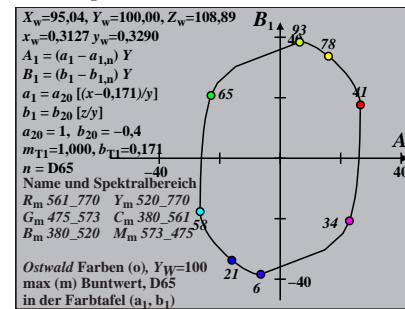 X_w=95,04, Y_w=100,00, Z_w=108,89
x_w=0,3127 y_w=0,3290
A_1 = (a_1 – a_1,n) Y
B_1 = (b_1 – b_1,n) Y
a_1 = a_20 [(x–0,171)/y]
b_1 = b_20 [z/y]
a_20 = 1, b_20 = –0,4
m_T1=1,000, b_T1=0,171
n = D65
Name und Spektralbereich
R_m 561_770 Y_m 520_770
G_m 475_573 C_m 380_561
B_m 380_520 M_m 573_475
Ostwald Farben (o), Y_W=100
max (m) Buntwert, D65
in der Farbtafel (a_1, b_1)
B_1
93
78
65
41
A
–40
40
58
34
21
6
–40